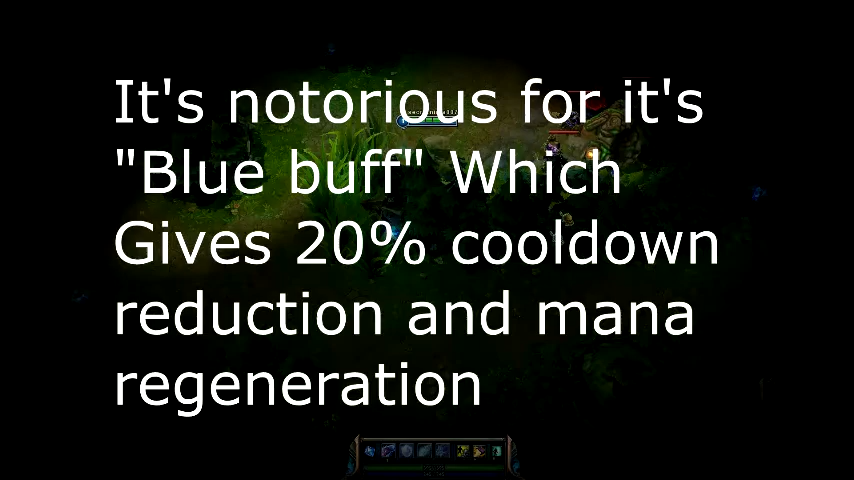 It's notorious for it's
"Blue buff" Which
Gives 20% cooldown
reduction and mana
regeneration